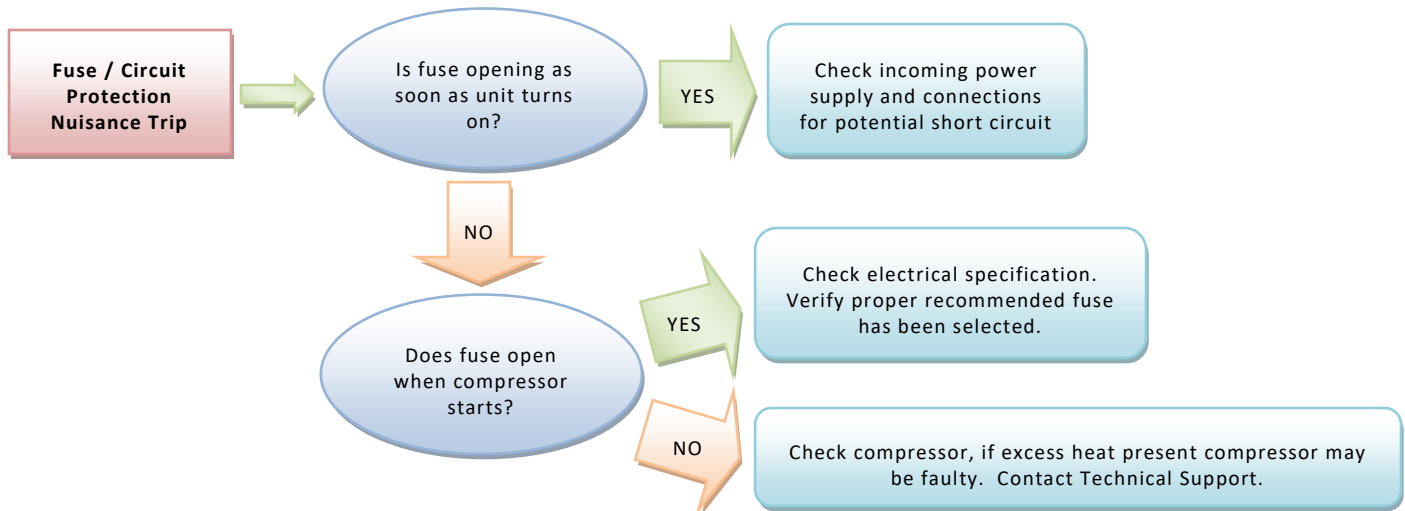 Fuse / Circuit
Protection
Nuisance Trip
Is fuse opening as
soon as unit turns
on?
YES
Check incoming power
supply and connections
for potential short circuit
NO
Does fuse open
when compressor
starts?
YES
Check electrical specification.
Verify proper recommended fuse
has been selected.
NO
Check compressor, if excess heat present compressor may
be faulty.  Contact Technical Support.